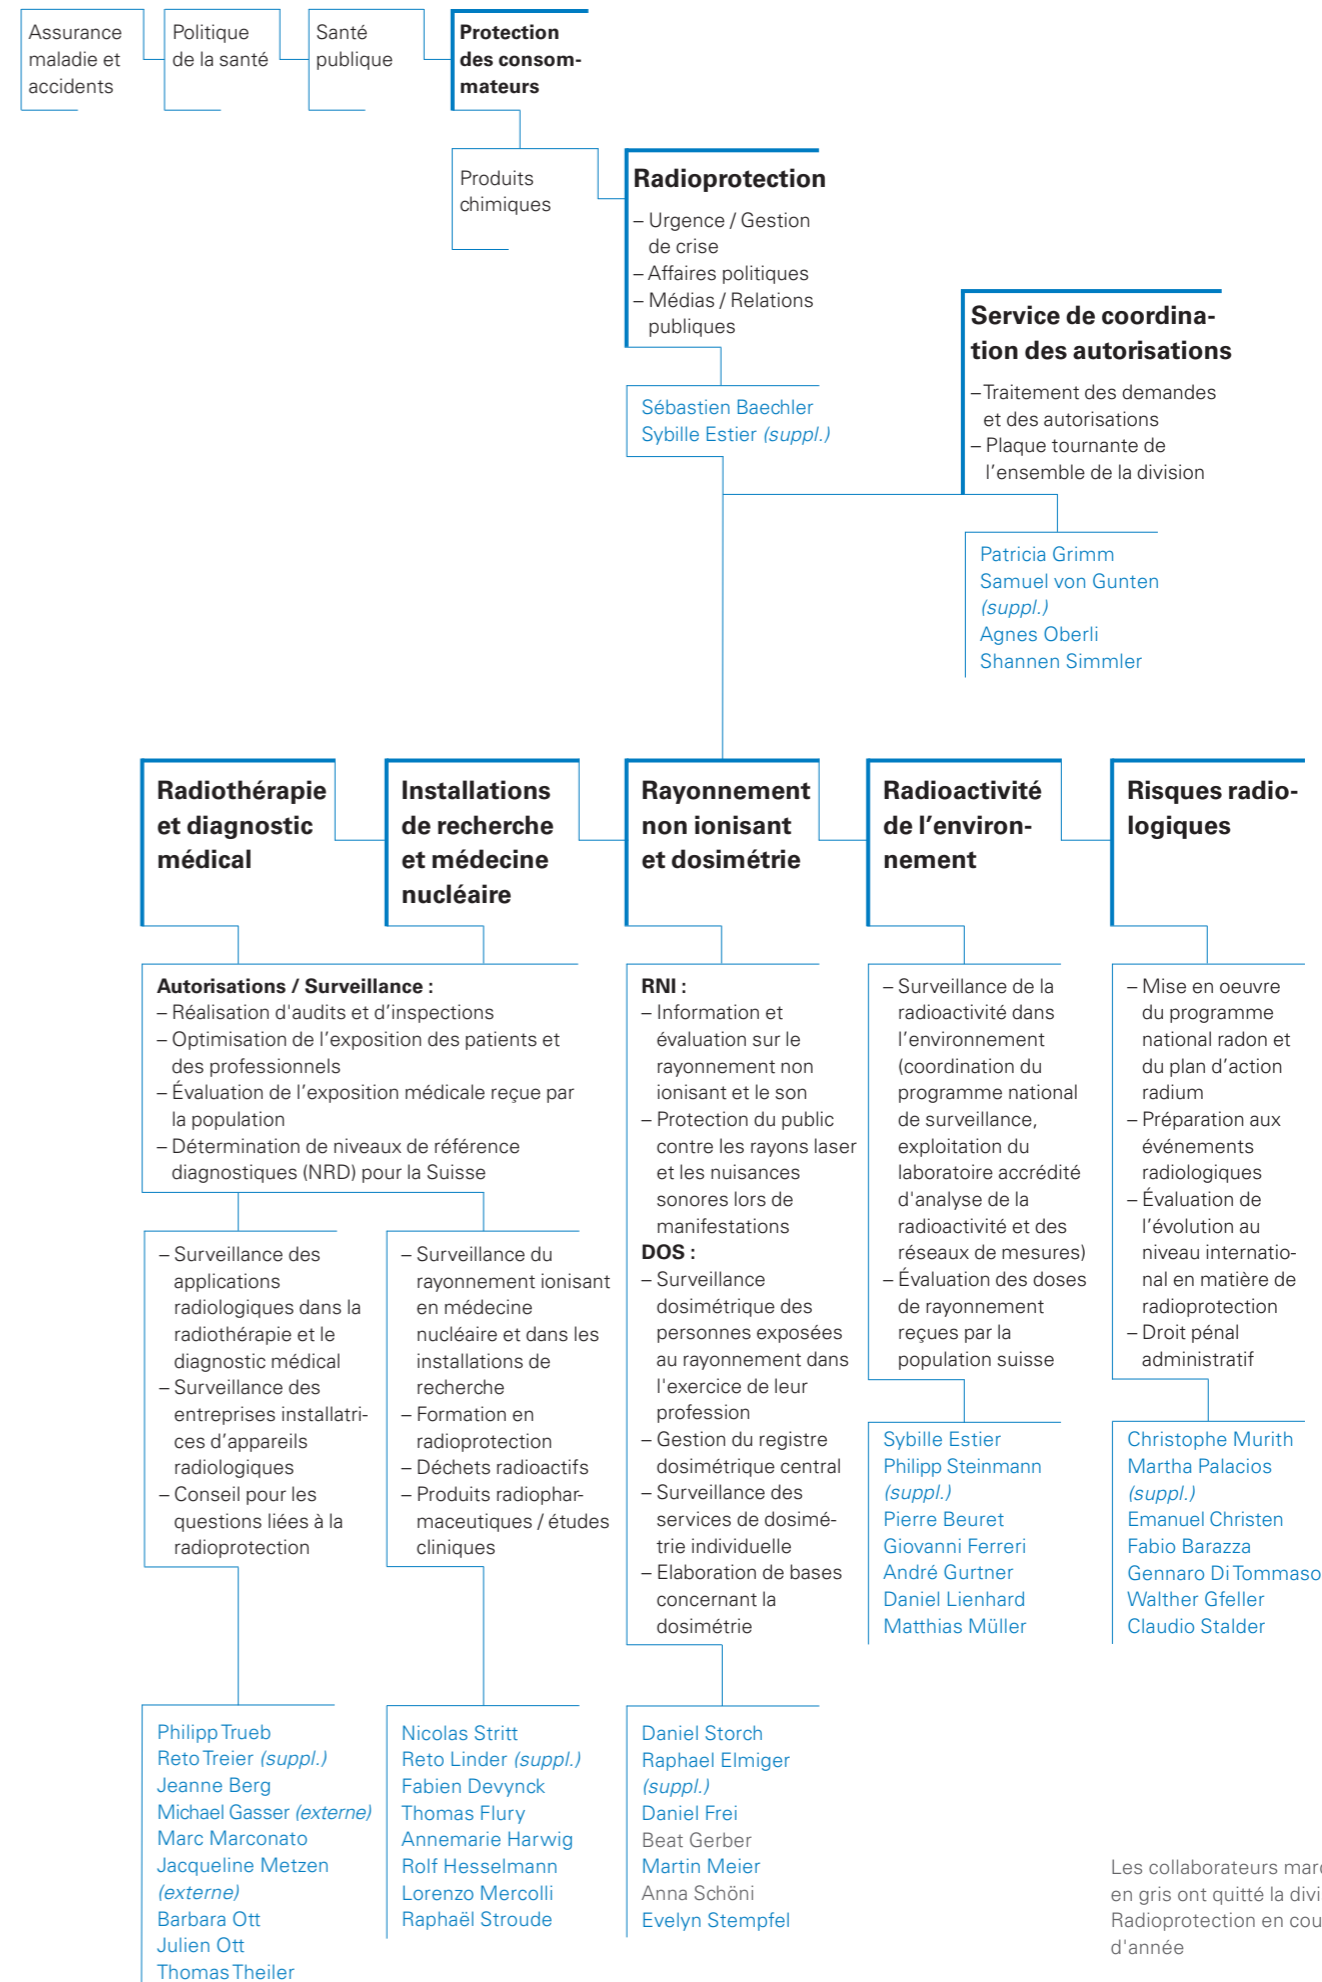 Assurance
maladie et
accidents
Politique
de la santé
Santé
publique
Protection
des consom-
mateurs
Produits
chimiques
Radioprotection
– Urgence / Gestion
de crise
– Affaires politiques
– Médias / Relations
publiques
Sébastien Baechler
Sybille Estier (suppl.)
Service de coordina-
tion des autorisations
– Traitement des demandes
et des autorisations
– Plaque tournante de
l’ensemble de la division
Patricia Grimm
Samuel von Gunten
(suppl.)
Agnes Oberli
Shannen Simmler
Radiothérapie
et diagnostic
médical
Installations
de recherche
et médecine
nucléaire
Rayonnement
non ionisant
et dosimétrie
Radioactivité
de l’environ-
nement
Risques radio-
logiques
Autorisations / Surveillance :
– Réalisation d'audits et d’inspections
– Optimisation de l’exposition des patients et
des professionnels
– Évaluation de l’exposition médicale reçue par
la population
– Détermination de niveaux de référence
diagnostiques (NRD) pour la Suisse
– Surveillance des
applications
radiologiques dans la
radiothérapie et le
diagnostic médical
– Surveillance des
entreprises installatri-
ces d’appareils
radiologiques
– Conseil pour les
questions liées à la
radioprotection
– Surveillance du
rayonnement ionisant
en médecine
nucléaire et dans les
installations de
recherche
– Formation en
radioprotection
– Déchets radioactifs
– Produits radiophar-
maceutiques / études
cliniques
RNI :
– Information et
évaluation sur le
rayonnement non
ionisant et le son
– Protection du public
contre les rayons laser
et les nuisances
sonores lors de
manifestations
DOS :
– Surveillance
dosimétrique des
personnes exposées
au rayonnement dans
l'exercice de leur
profession
– Gestion du registre
dosimétrique central
– Surveillance des
services de dosimé-
trie individuelle
– Elaboration de bases
concernant la
dosimétrie
– Surveillance de la
radioactivité dans
l’environnement
(coordination du
programme national
de surveillance,
exploitation du
laboratoire accrédité
d'analyse de la
radioactivité et des
réseaux de mesures)
– Évaluation des doses
de rayonnement
reçues par la
population suisse
– Mise en oeuvre
du programme
national radon et
du plan d’action
radium
– Préparation aux
événements
radiologiques
– Évaluation de
l’évolution au
niveau internatio-
nal en matière de
radioprotection
– Droit pénal
administratif
Philipp Trueb
Reto Treier (suppl.)
Jeanne Berg
Michael Gasser (externe)
Marc Marconato
Jacqueline Metzen
(externe)
Barbara Ott
Julien Ott
Thomas Theiler
Nicolas Stritt
Reto Linder (suppl.)
Fabien Devynck
Thomas Flury
Annemarie Harwig
Rolf Hesselmann
Lorenzo Mercolli
Raphaël Stroude
Daniel Storch
Raphael Elmiger
(suppl.)
Daniel Frei
Beat Gerber
Martin Meier
Anna Schöni
Evelyn Stempfel
Sybille Estier
Philipp Steinmann
(suppl.)
Pierre Beuret
Giovanni Ferreri
André Gurtner
Daniel Lienhard
Matthias Müller
Christophe Murith
Martha Palacios
(suppl.)
Emanuel Christen
Fabio Barazza
Gennaro Di Tommaso
Walther Gfeller
Claudio Stalder
Les collaborateurs
en gris ont quitté la
Radioprotection en
d'année